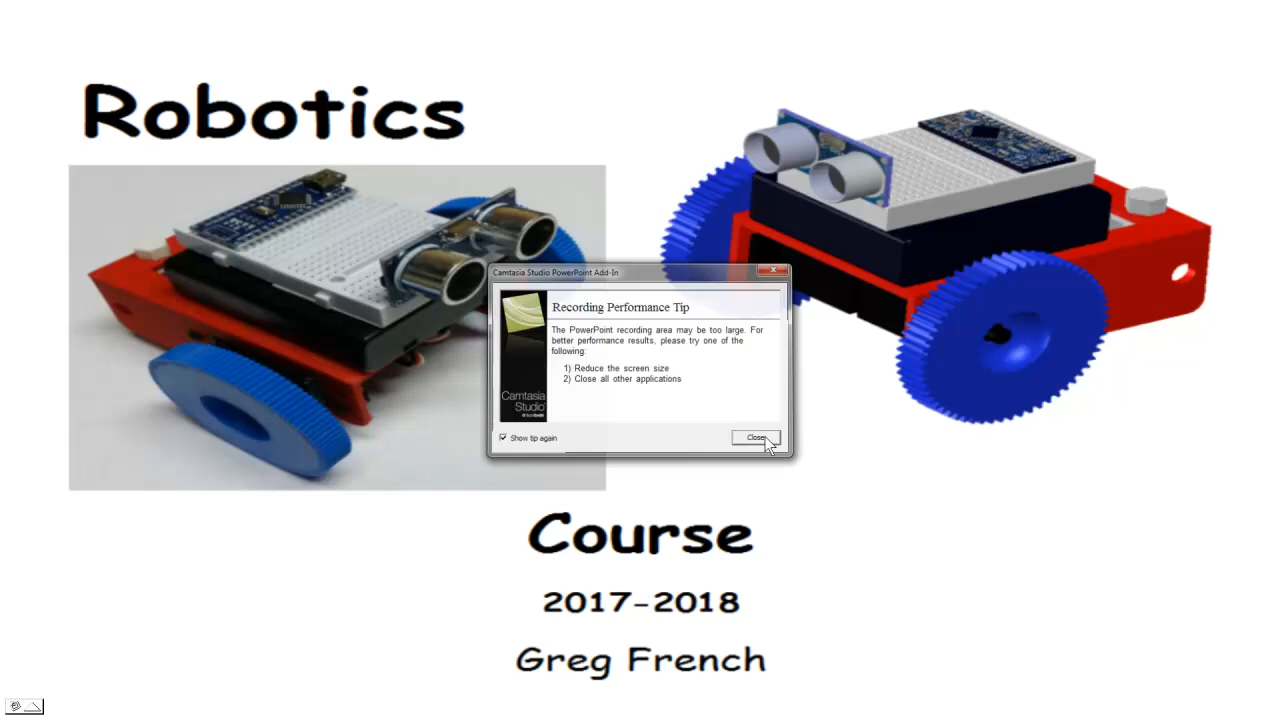 Robotics
Camtasia Studio PowerPoint Add-In
Recording Performance Tip
The PowerPoint recording area may be too large. For
better performance results, please try one of the
following:
1) Reduce the screen size
2) Close all other applications
Camtasia
Studio
Show tip again
Close
Course
2017-2018
Greg French